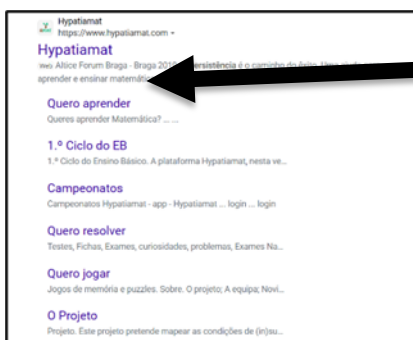 Hypatiamat
https://www.hypatiamat.com
Hypatiamat
Web Altice Forum Braga - Braga 2019 ersistência é o caminho do êxito.
aprender e ensinar matemátic
Quero aprender
Queres aprender Matemática? ... ...
1.º Ciclo do EB
1.º Ciclo do Ensino Básico. A plataforma Hypatiamat, nesta ve...
Campeonatos
Campeonatos Hypatiamat - app - Hypatiamat ... login ... login
Quero resolver
Testes, Fichas, Exames, curiosidades, problemas, Exames Na...
Quero jogar
Jogos de memória e puzzles. Sobre. O projeto; A equipa; Novi...
O Projeto
Projeto. Este projeto pretende mapear as condições de (in)su...